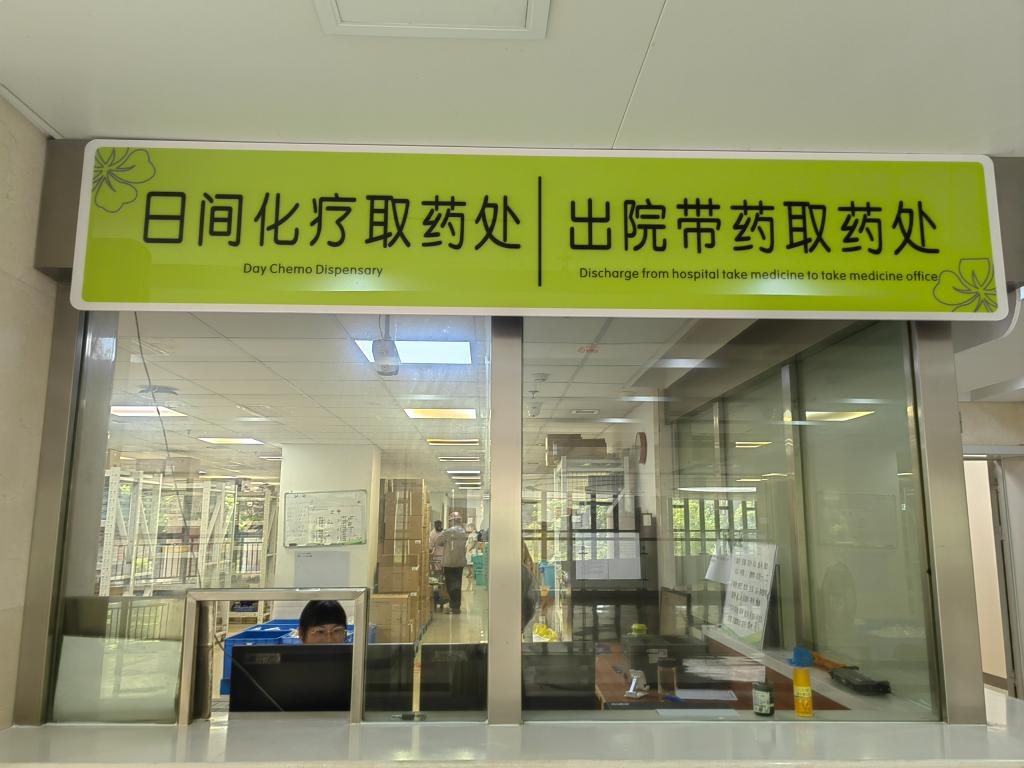 日间化疗取药处
Day Chemo Dispensary
出院带药取药处
Discharge from hospital take medicine to take medicine office